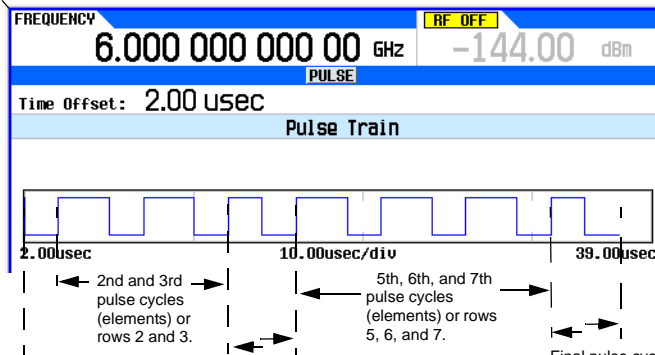 FREQUENCY
RF OFF
6.000 000 000 00 GHz
-144.00 dBm
PULSE
Time Offset: 2.00 usec
Pulse Train
2.00usec
10.00usec/div
39.00usec
2nd and 3rd
pulse cycles
(elements) or
rows 2 and 3.
5th, 6th, and 7th
pulse cycles
(elements) or rows
5, 6, and 7.
Final pulse